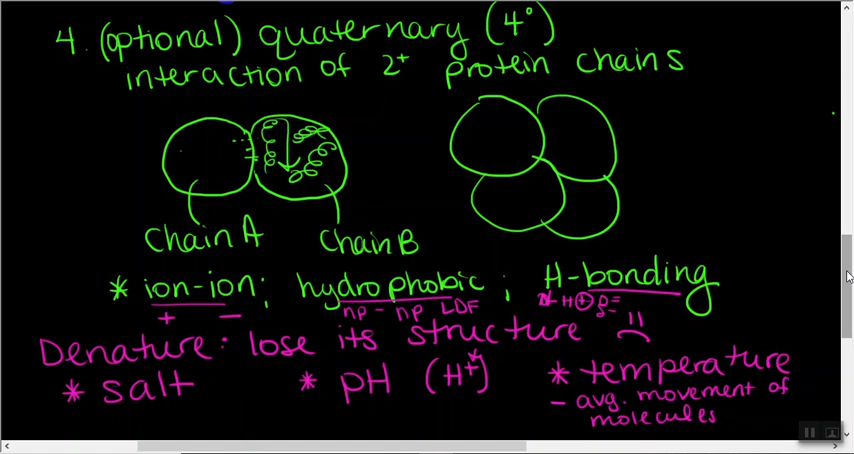 4. (optional) quaternary (4°)
interaction of 2+ protein chains
Chain A
Chain B
* ion-ion; hydrophobic; H-bonding
+ − np - np LDF
Denature: lose its structure
* salt * pH (H+) * temperature
- avg. movement of
molecules